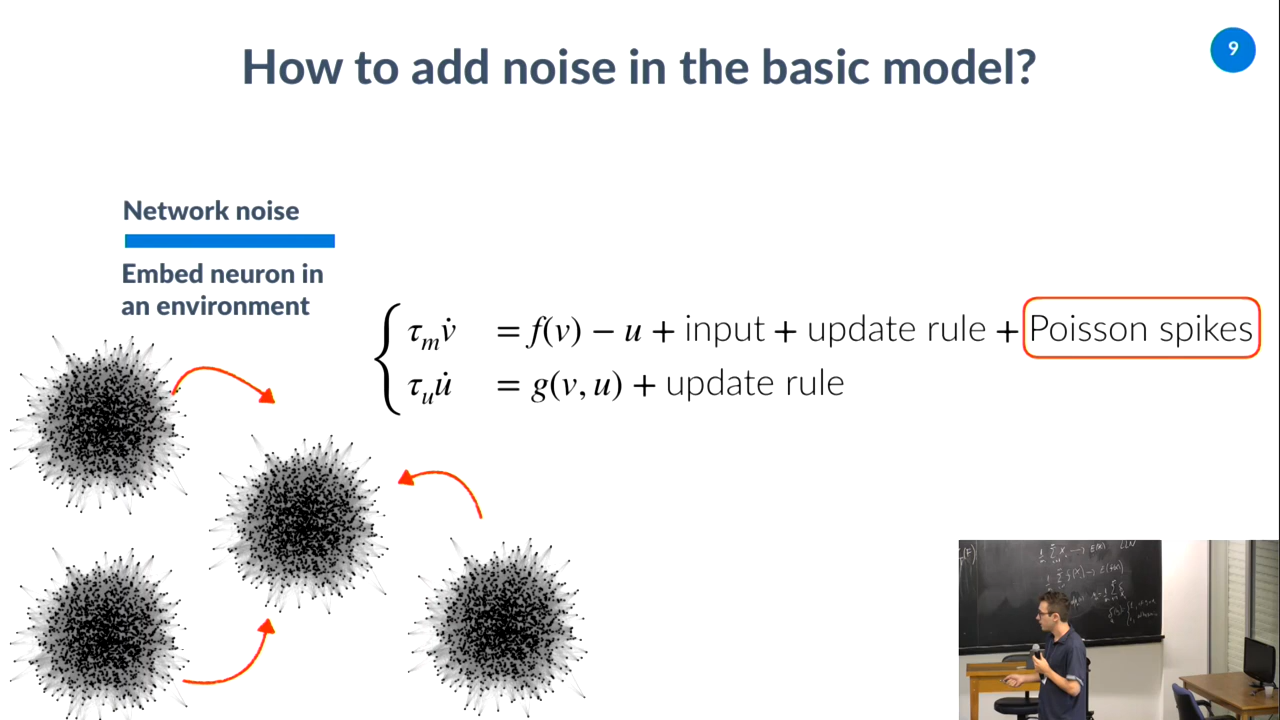 How to add noise in the basic model?
9
Network noise
Embed neuron in
an environment
τ_m v̇ = f(v) − u + input + update rule + Poisson spikes
τ_u u̇ = g(v, u) + update rule